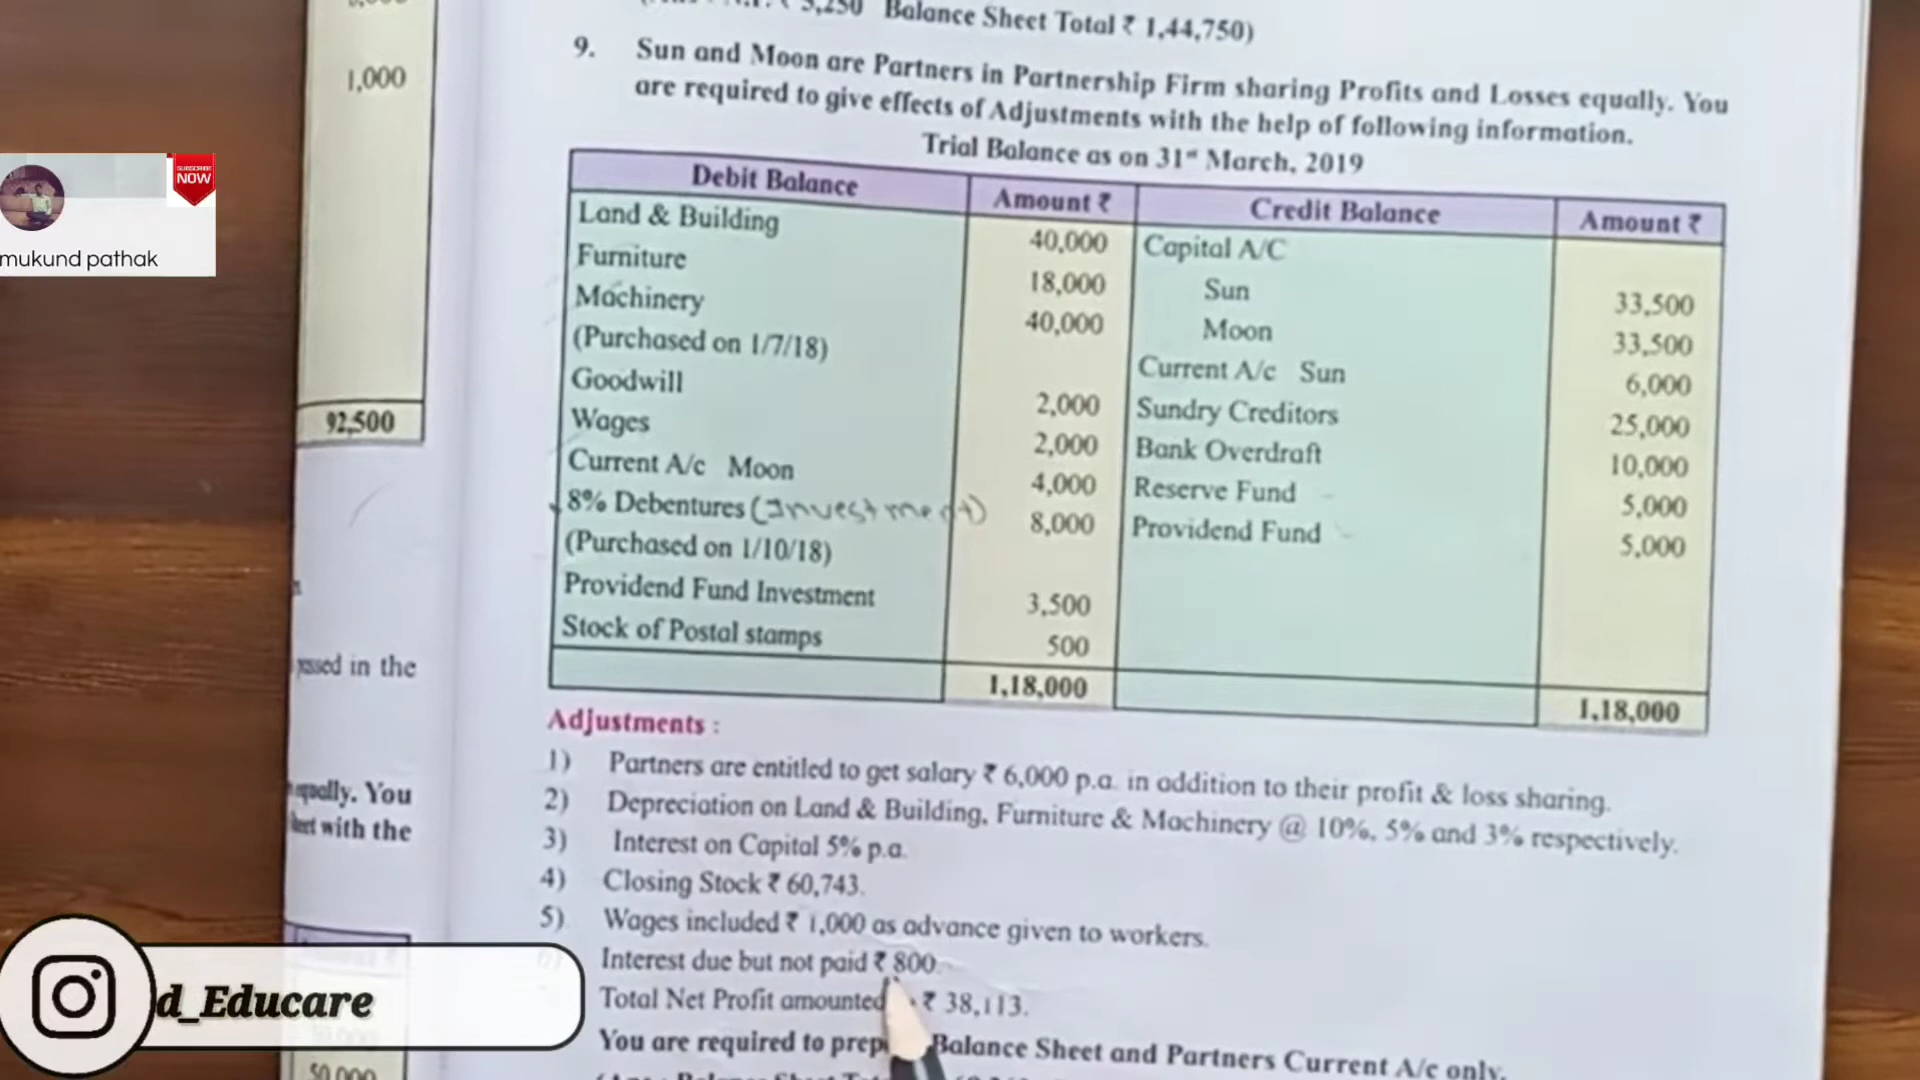 Balance Sheet Total ₹ 1,44,750)
9. Sun and Moon are Partners in Partnership Firm sharing Profits and Losses equally. You
are required to give effects of Adjustments with the help of following information.
Trial Balance as on 31st March, 2019
Debit Balance Amount ₹ Credit Balance Amount ₹
Land & Building 40,000 Capital A/C
Furniture 18,000 Sun 33,500
Machinery 40,000 Moon 33,500
(Purchased on 1/7/18) Current A/c Sun 6,000
Goodwill 2,000 Sundry Creditors 25,000
Wages 2,000 Bank Overdraft 10,000
Current A/c Moon 4,000 Reserve Fund 5,000
8% Debentures (Investment) 8,000 Providend Fund 5,000
(Purchased on 1/10/18)
Providend Fund Investment 3,500
Stock of Postal stamps 500
1,18,000 1,18,000
Adjustments :
1) Partners are entitled to get salary ₹ 6,000 p.a. in addition to their profit & loss sharing.
2) Depreciation on Land & Building, Furniture & Machinery @ 10%, 5% and 3% respectively.
3) Interest on Capital 5% p.a.
4) Closing Stock ₹ 60,743.
5) Wages included ₹ 1,000 as advance given to workers.
Interest due but not paid ₹ 800.
Total Net Profit amounted ₹ 38,113.
You are required to Balance Sheet and Partners Current A/c only.
1,000
92,500
in the
You
with the
50,000
SUBSCRIBE
NOW
mukund pathak
d_Educare